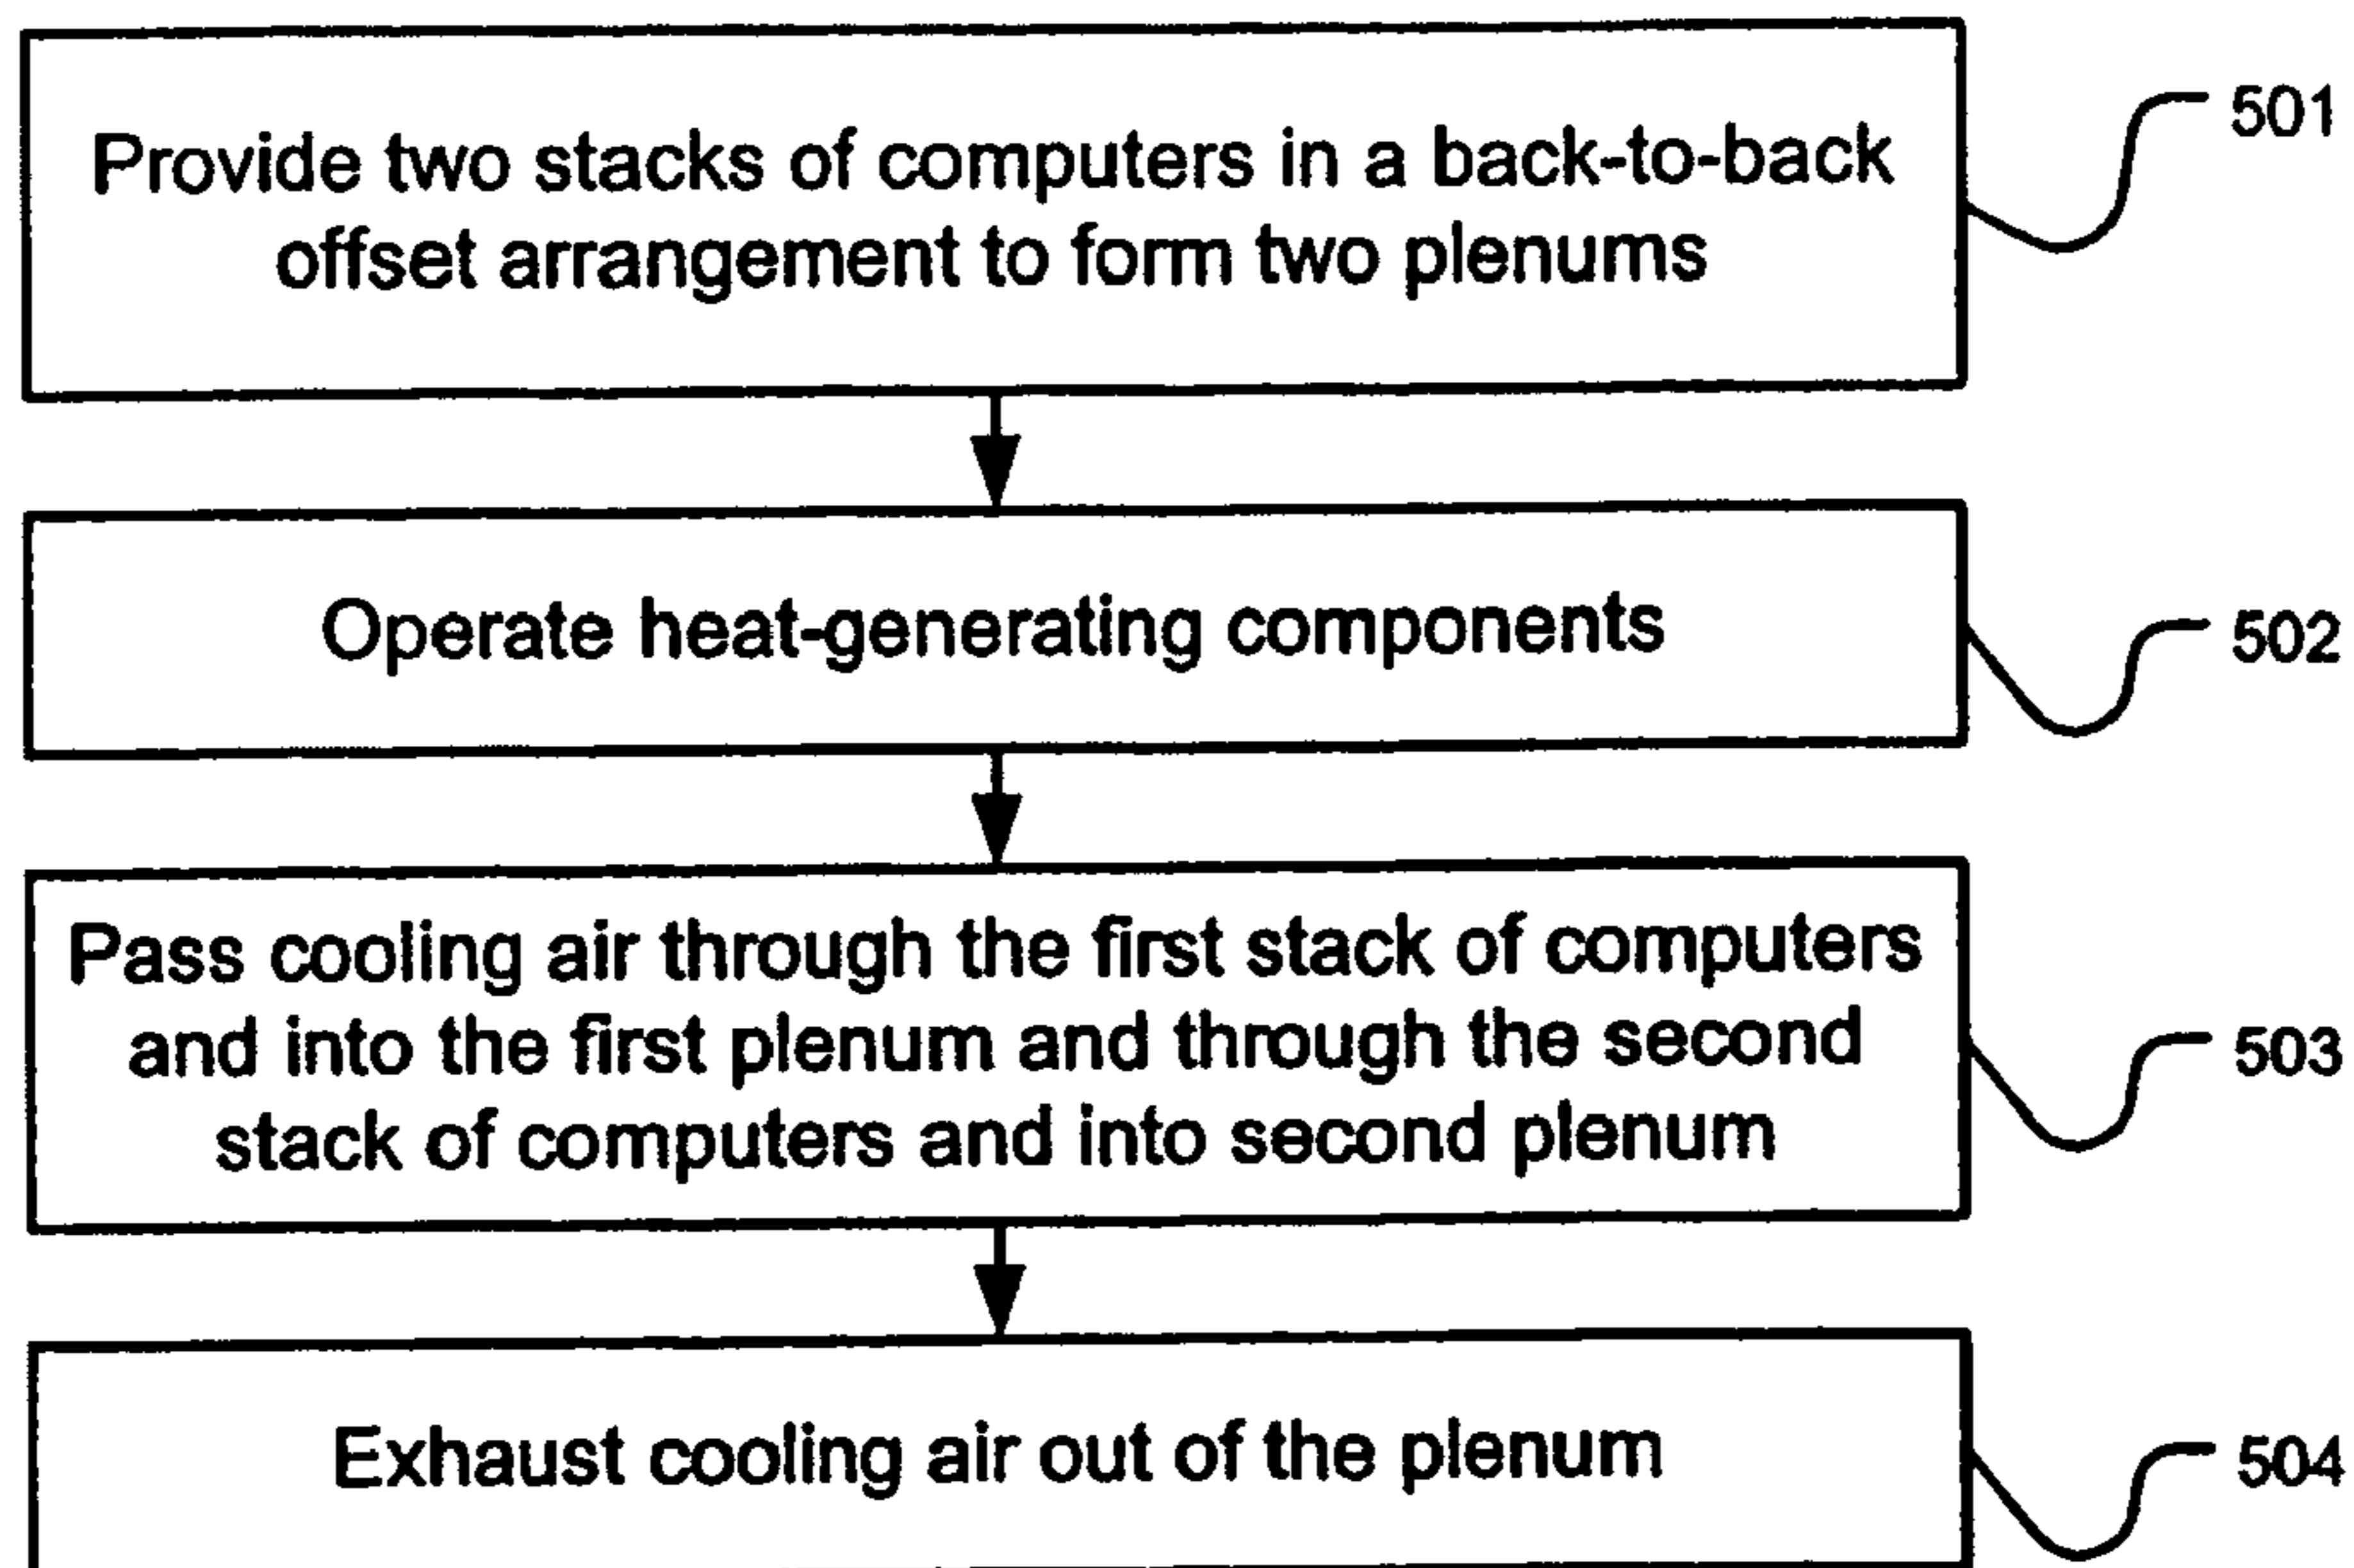 Provide two stacks of computers in a back-to-back
offset arrangement to form two plenums
501
Operate heat-generating components
502
Pass cooling air through the first stack of computers
and into the first plenum and through the second
stack of computers and into second plenum
503
Exhaust cooling air out of the plenum
504